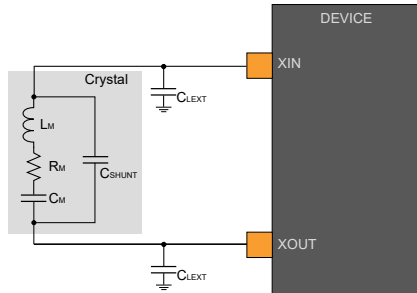 DEVICE
Crystal
XIN
CLEXT
LM
RM
CSHUNT
CM
XOUT
CLEXT